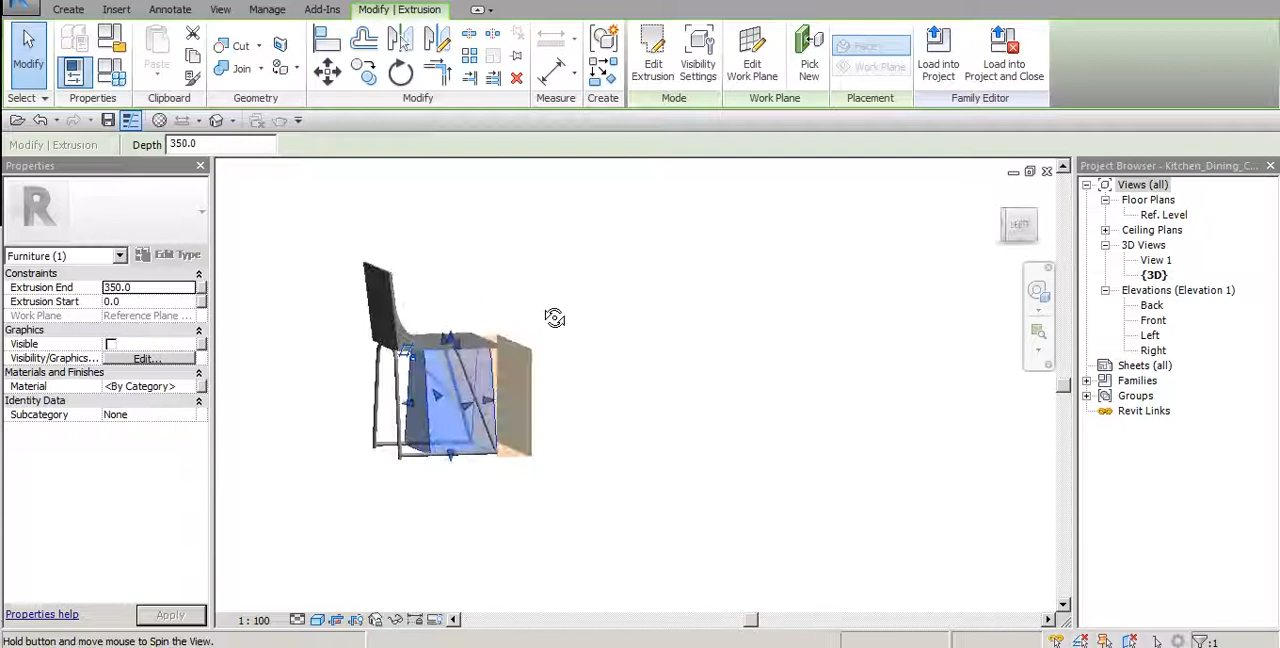 Create Insert Annotate View Manage Add-Ins Modify | Extrusion
Modify Paste Cut Join Edit Extrusion Visibility Settings Edit Work Plane Pick New Place Work Plane Load into Project Load into Project and Close
Select Properties Clipboard Geometry Modify Measure Create Mode Work Plane Placement Family Editor
Modify | Extrusion Depth 350.0
Properties
R
Furniture (1) Edit Type
Constraints
Extrusion End 350.0
Extrusion Start 0.0
Work Plane Reference Plane ...
Graphics
Visible
Visibility/Graphics... Edit...
Materials and Finishes
Material <By Category>
Identity Data
Subcategory None
Properties help Apply
Project Browser - Kitchen_Dining_C...
Views (all)
Floor Plans
Ref. Level
Ceiling Plans
3D Views
View 1
{3D}
Elevations (Elevation 1)
Back
Front
Left
Right
Sheets (all)
Families
Groups
Revit Links
1 : 100
Hold button and move mouse to Spin the View.
:1